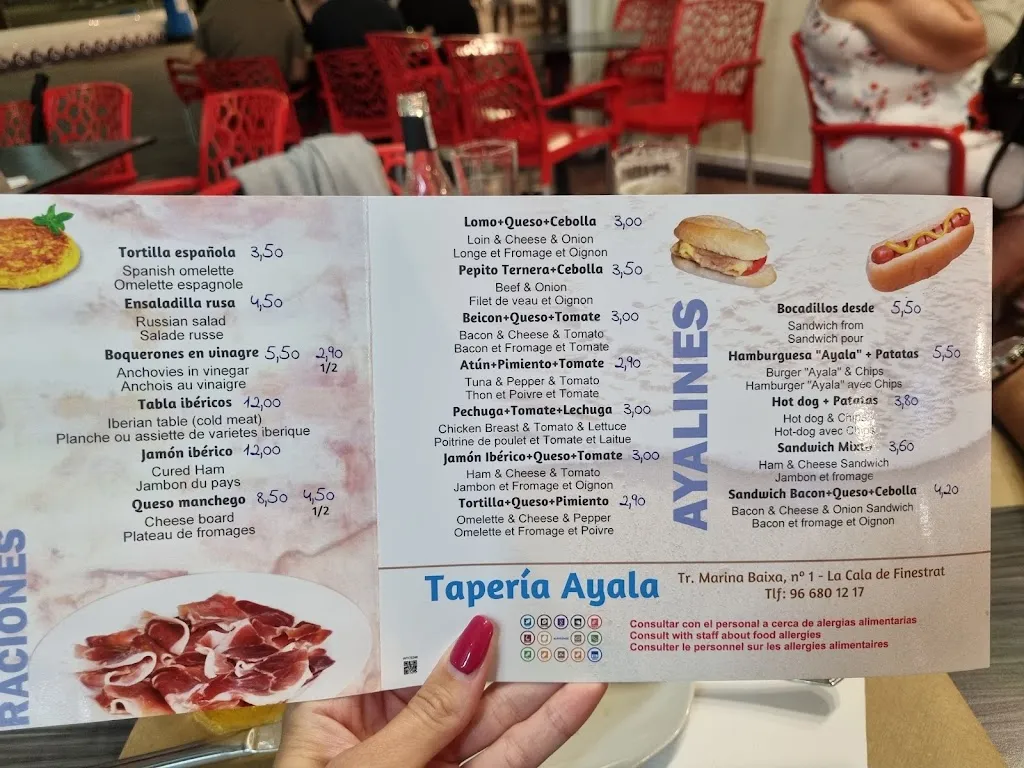 RACIONES
Tortilla española 3,50
Spanish omelette
Omelette espagnole
Ensaladilla rusa 4,50
Russian salad
Salade russe
Boquerones en vinagre 5,50 2,90
Anchovies in vinegar 1/2
Anchois au vinaigre
Tabla ibéricos 12,00
Iberian table (cold meat)
Planche ou assiette de varietes iberique
Jamón ibérico 12,00
Cured Ham
Jambon du pays
Queso manchego 8,50 4,50
Cheese board 1/2
Plateau de fromages
Lomo+Queso+Cebolla 3,00
Loin & Cheese & Onion
Longe et Fromage et Oignon
Pepito Ternera+Cebolla 3,50
Beef & Onion
Filet de veau et Oignon
Beicon+Queso+Tomate 3,00
Bacon & Cheese & Tomato
Bacon et Fromage et Tomate
Atún+Pimiento+Tomate 2,90
Tuna & Pepper & Tomato
Thon et Poivre et Tomate
Pechuga+Tomate+Lechuga 3,00
Chicken Breast & Tomato & Lettuce
Poitrine de poulet et Tomate et Laitue
Jamón Ibérico+Queso+Tomate 3,00
Ham & Cheese & Tomato
Jambon et Fromage et Oignon
Tortilla+Queso+Pimiento 2,90
Omelette & Cheese & Pepper
Omelette et Fromage et Poivre
AYALINES
Bocadillos desde 5,50
Sandwich from
Sandwich pour
Hamburguesa "Ayala" + Patatas 5,50
Burger "Ayala" & Chips
Hamburger "Ayala" avec Chips
Hot dog + Patatas 3,80
Hot dog & Chips
Hot-dog avec Chips
Sandwich Mixto 3,60
Ham & Cheese Sandwich
Jambon et fromage
Sandwich Bacon+Queso+Cebolla 4,20
Bacon & Cheese & Onion Sandwich
Bacon et fromage et Oignon
Tapería Ayala
Tr. Marina Baixa, nº 1 - La Cala de Finestrat
Tlf: 96 680 12 17
Consultar con el personal a cerca de alergias alimentarias
Consult with staff about food allergies
Consulter le personnel sur les allergies alimentaires